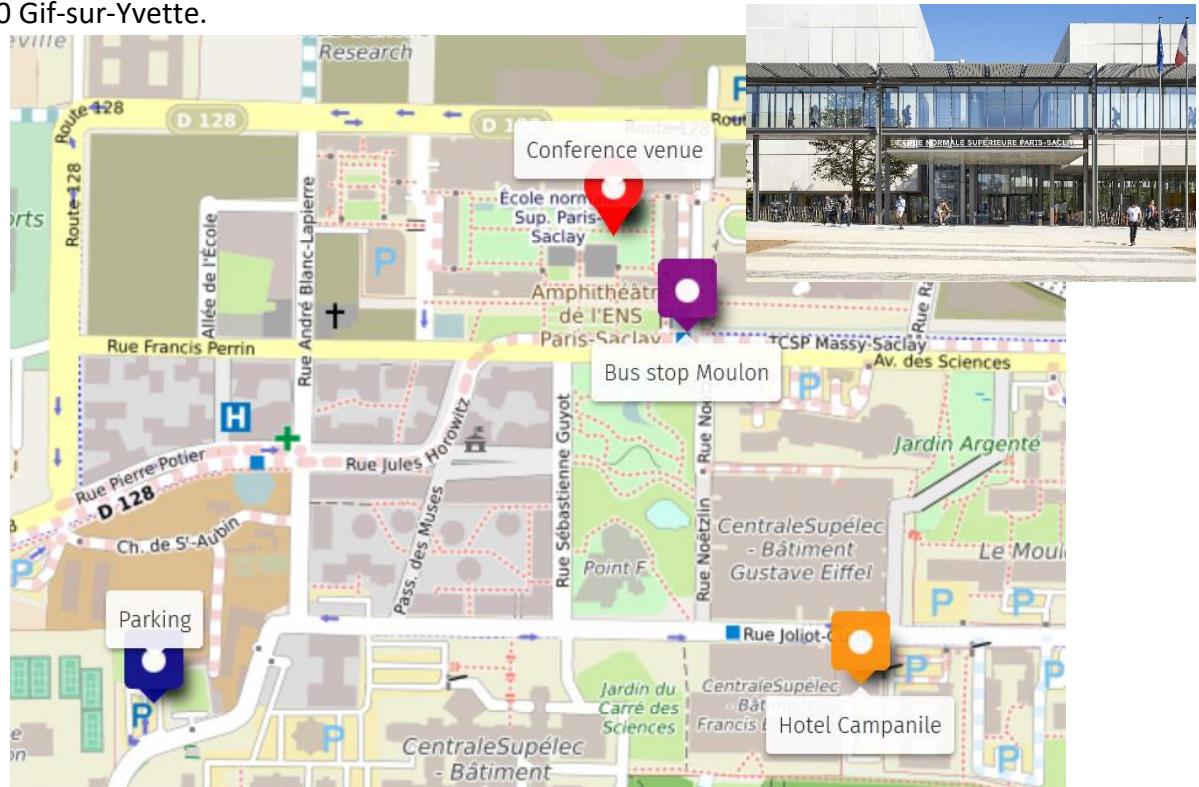 0 Gif-sur-Yvette.
eville
Research
Route 128
D 128
Conference venue
ÉCOLE NORMALE SUPÉRIEURE PARIS-SACLAY
P
Route 128
orts
École norm
Sup. Paris-
Saclay
Rue André Blanc-Lapierre
Allée de l'École
P
Amphithéâtre
de l'ENS
Paris-Saclay
Rue Francis Perrin
TCSP Massy-Saclay
Av. des Sciences
Bus stop Moulon
P
H
Rue Jules Horowitz
Rue Sébastienne Guyot
Jardin Argenté
Rue Pierre Potier
D 128
Pass. des Muses
Rue Noëtzlin
CentraleSupélec
- Bâtiment
Gustave Eiffel
Ch. de St-Aubin
Point F
Le Moul
P
P
P
Parking
Rue Joliot-C
P
P
P
P
Jardin du
Carré des
Sciences
CentraleSupélec
Francis
Hotel Campanile
P
P
CentraleSupélec
- Bâtiment